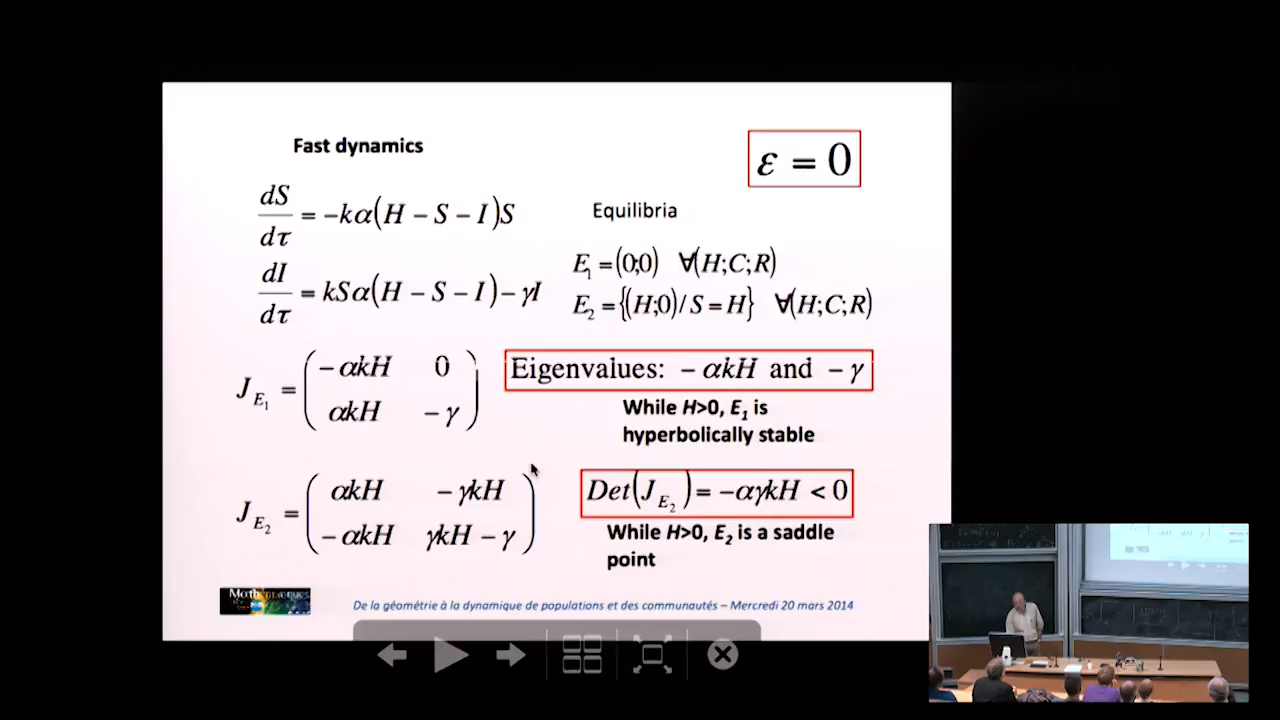 Fast dynamics
ε = 0
dS/dτ = -kα(H - S - I)S
Equilibria
dI/dτ = kSα(H - S - I) - γI
E₁ = (0;0) ∀(H;C;R)
E₂ = {(H;0)/S = H} ∀(H;C;R)
J_E₁ = ( -αkH 0
αkH -γ )
Eigenvalues: -αkH and -γ
While H>0, E₁ is
hyperbolically stable
J_E₂ = ( αkH -γkH
-αkH γkH - γ )
Det(J_E₂) = -αγkH < 0
While H>0, E₂ is a saddle
point
De la géométrie à la dynamique de populations et des communautés – Mercredi 20 mars 2014